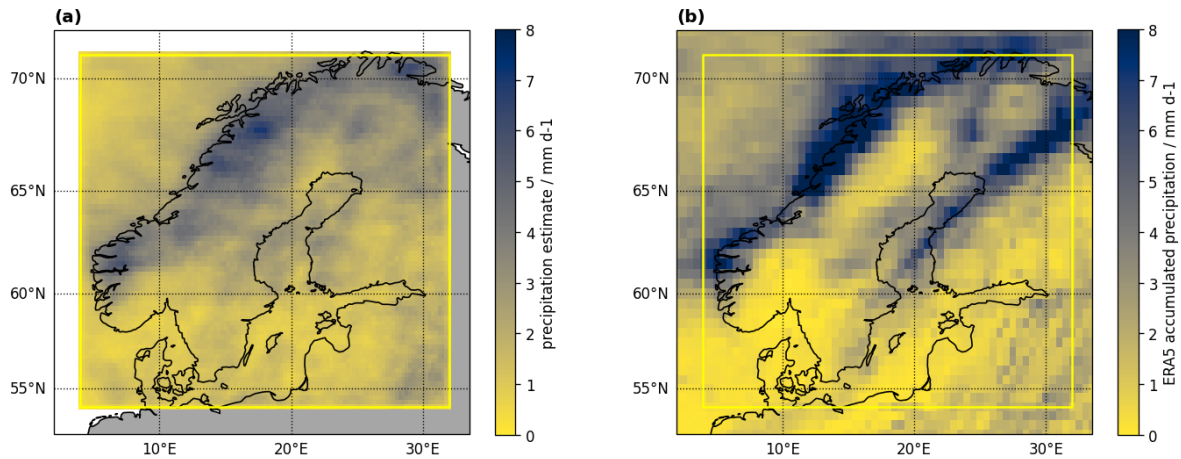 (a)
70°N
65°N
60°N
55°N
10°E
20°E
30°E
8
7
6
5
4
3
2
1
0
precipitation estimate / mm d-1
(b)
70°N
65°N
60°N
55°N
10°E
20°E
30°E
8
7
6
5
4
3
2
1
0
ERA5 accumulated precipitation / mm d-1